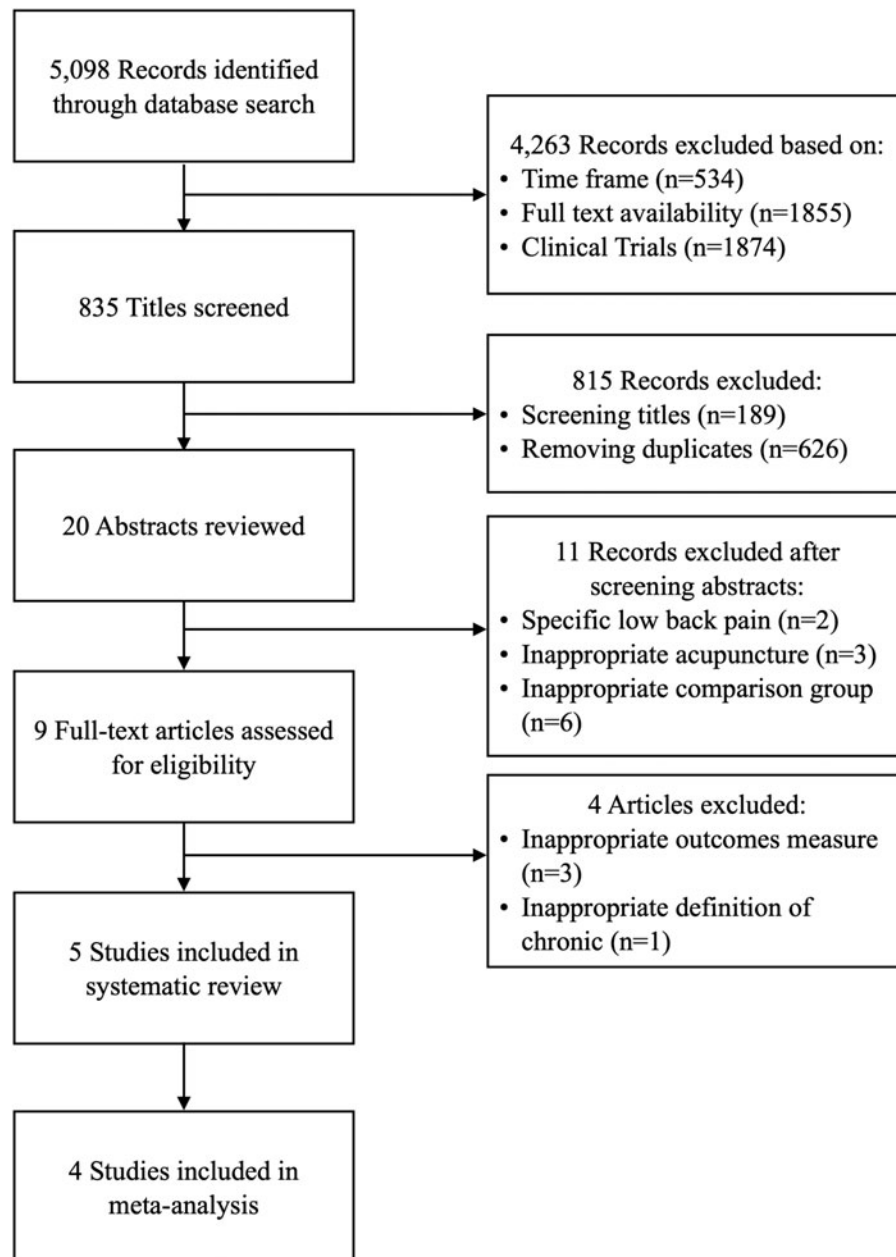 5,098 Records identified
through database search
4,263 Records excluded based on:
• Time frame (n=534)
• Full text availability (n=1855)
• Clinical Trials (n=1874)
835 Titles screened
815 Records excluded:
• Screening titles (n=189)
• Removing duplicates (n=626)
20 Abstracts reviewed
11 Records excluded after
screening abstracts:
• Specific low back pain (n=2)
• Inappropriate acupuncture (n=3)
• Inappropriate comparison group
(n=6)
9 Full-text articles assessed
for eligibility
4 Articles excluded:
• Inappropriate outcomes measure
(n=3)
• Inappropriate definition of
chronic (n=1)
5 Studies included in
systematic review
4 Studies included in
meta-analysis